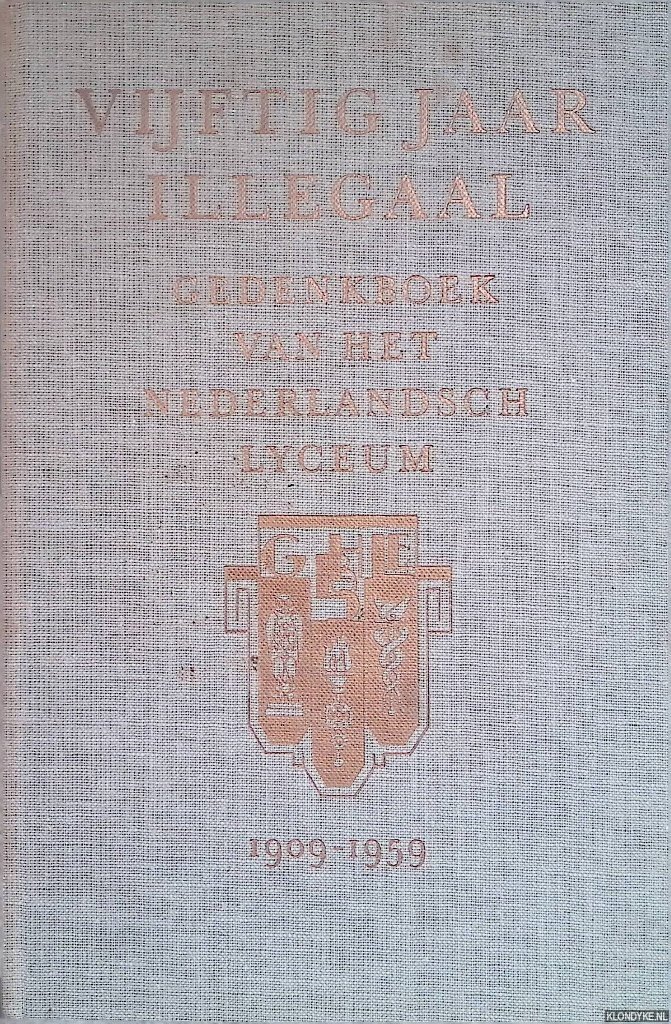 VIJFTIG JAAR
ILLEGAAL
GEDENKBOEK
VAN HET
NEDERLANDSCH
LYCEUM
G H E
S
1909-1959
KLONDYKE.NL